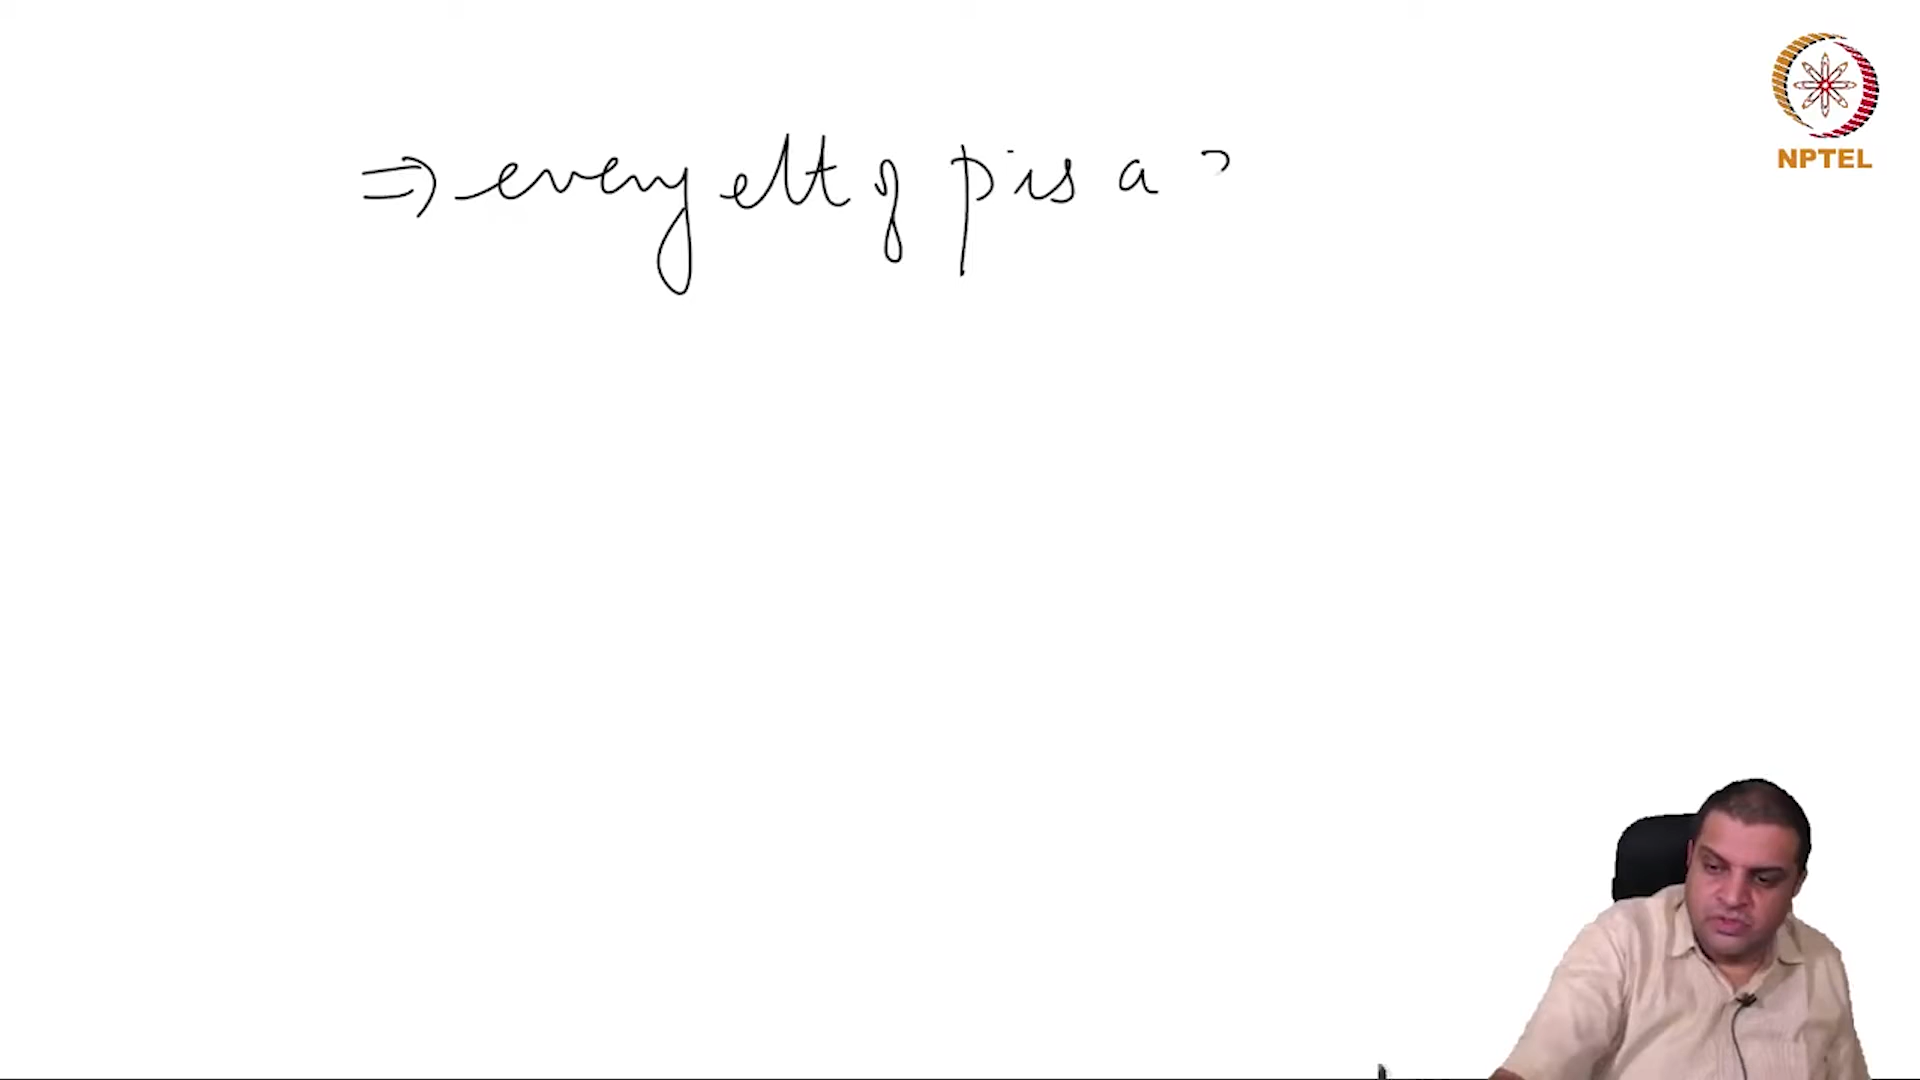 ⇒ every elt of p is a
NPTEL